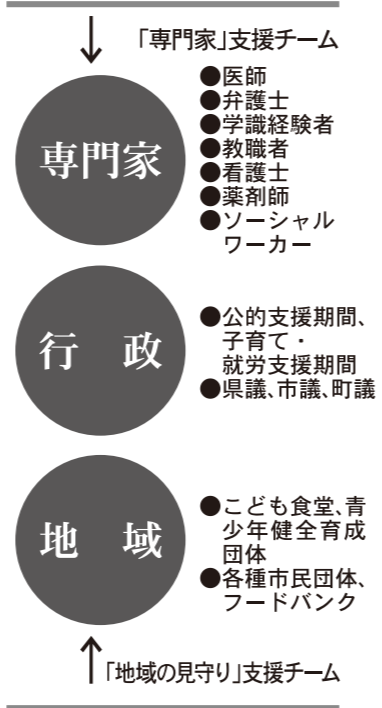 「専門家」支援チーム
専門家
●医師
●弁護士
●学識経験者
●教職者
●看護士
●薬剤師
●ソーシャル
ワーカー
行 政
●公的支援期間、
子育て・
就労支援期間
●県議、市議、町議
地 域
●こども食堂、青
少年健全育成
団体
●各種市民団体、
フードバンク
「地域の見守り」支援チーム